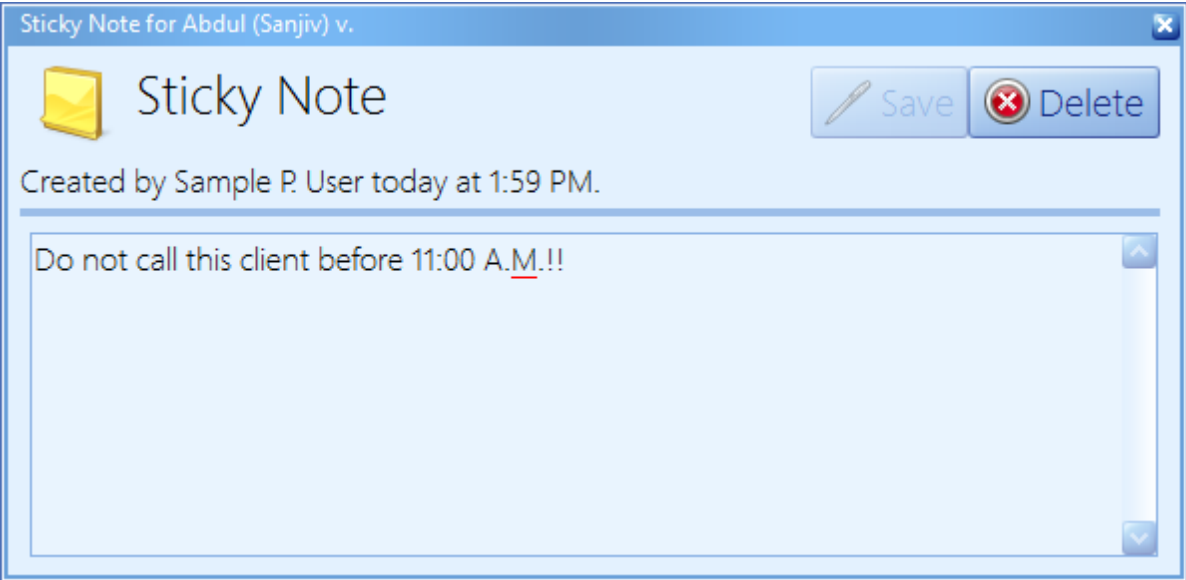 Sticky Note for Abdul (Sanjiv) v.
Sticky Note
Save
Delete
Created by Sample P. User today at 1:59 PM.
Do not call this client before 11:00 A.M.!!